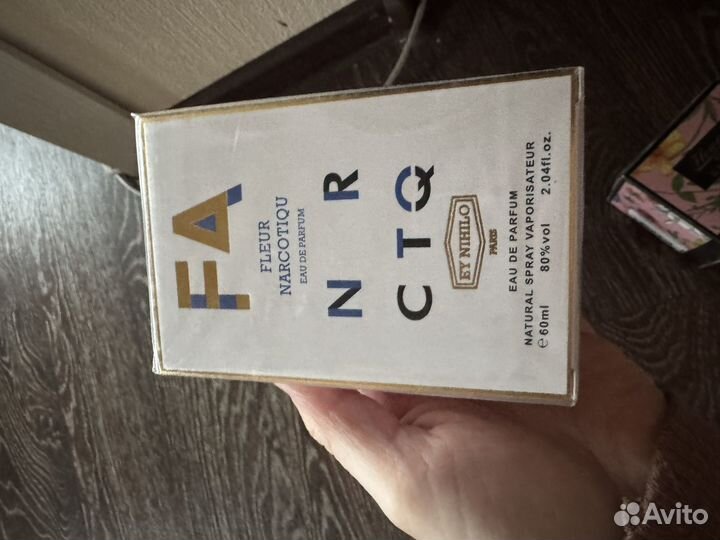 FA
FLEUR
NARCOTIQU
EAU DE PARFUM
N R
C T Q
EY NIHILO
PARIS
EAU DE PARFUM
NATURAL SPRAY VAPORISATEUR
℮ 60ml 80%vol 2.04fl.oz.
Avito